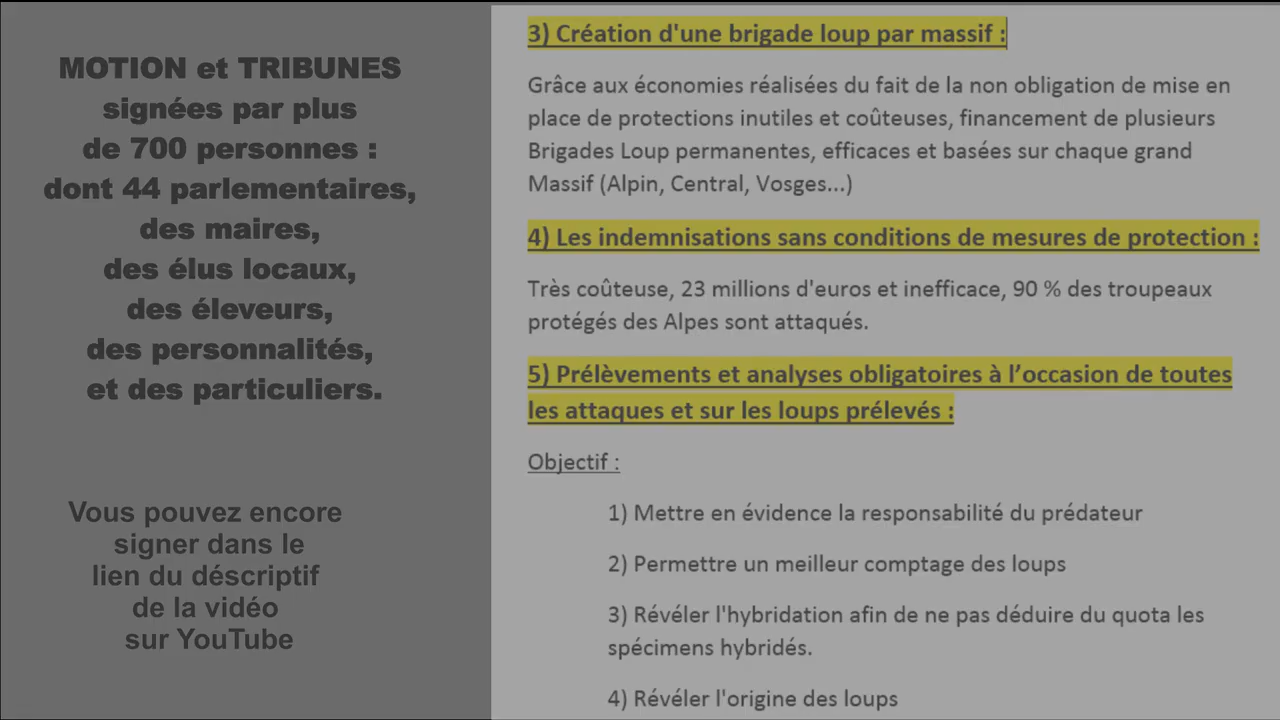 MOTION et TRIBUNES
signées par plus
de 700 personnes :
dont 44 parlementaires,
des maires,
des élus locaux,
des éleveurs,
des personnalités,
et des particuliers.
Vous pouvez encore
signer dans le
lien du déscriptif
de la vidéo
sur YouTube
3) Création d'une brigade loup par massif :
Grâce aux économies réalisées du fait de la non obligation de mise en
place de protections inutiles et coûteuses, financement de plusieurs
Brigades Loup permanentes, efficaces et basées sur chaque grand
Massif (Alpin, Central, Vosges...)
4) Les indemnisations sans conditions de mesures de protection :
Très coûteuse, 23 millions d'euros et inefficace, 90 % des troupeaux
protégés des Alpes sont attaqués.
5) Prélèvements et analyses obligatoires à l’occasion de toutes
les attaques et sur les loups prélevés :
Objectif :
1) Mettre en évidence la responsabilité du prédateur
2) Permettre un meilleur comptage des loups
3) Révéler l'hybridation afin de ne pas déduire du quota les
spécimens hybridés.
4) Révéler l'origine des loups